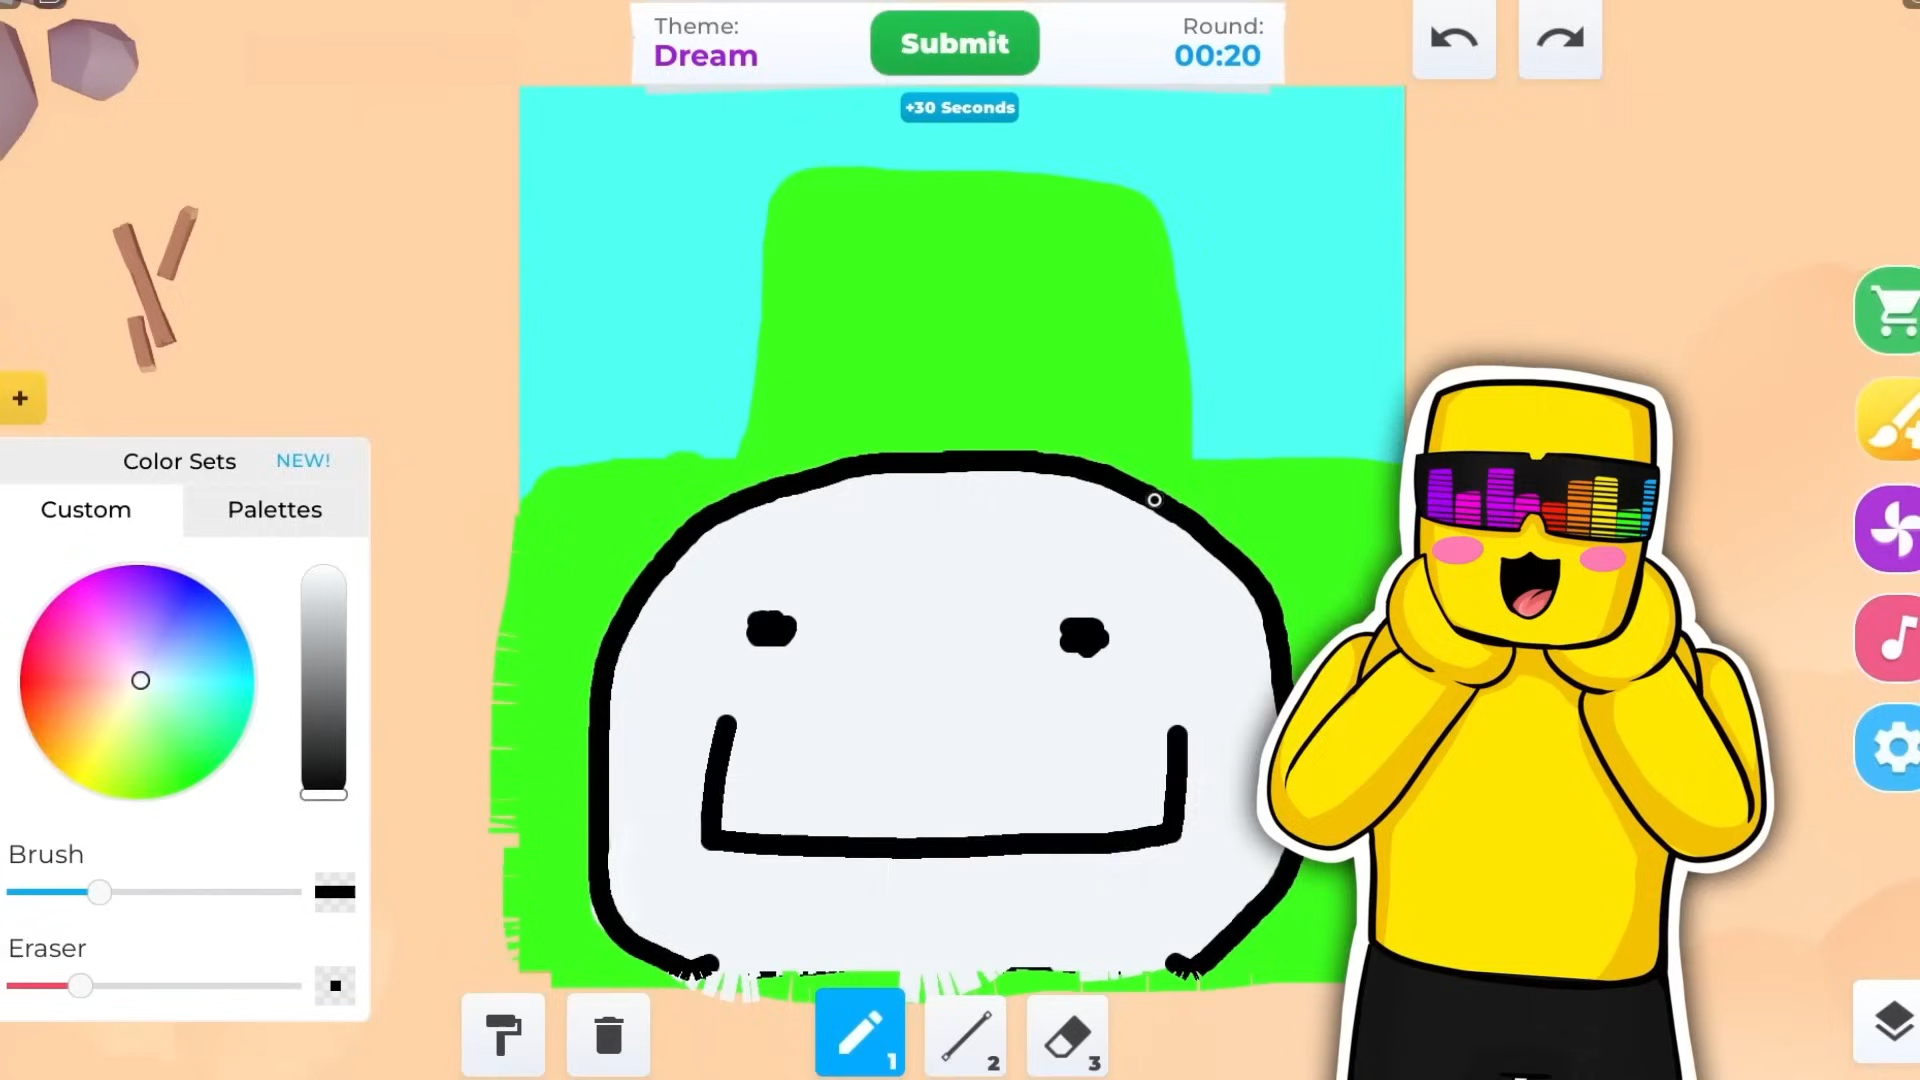 Theme:
Dream
Submit
Round:
00:20
+30 Seconds
+
Color Sets
NEW!
Custom
Palettes
Brush
Eraser
1
2
3